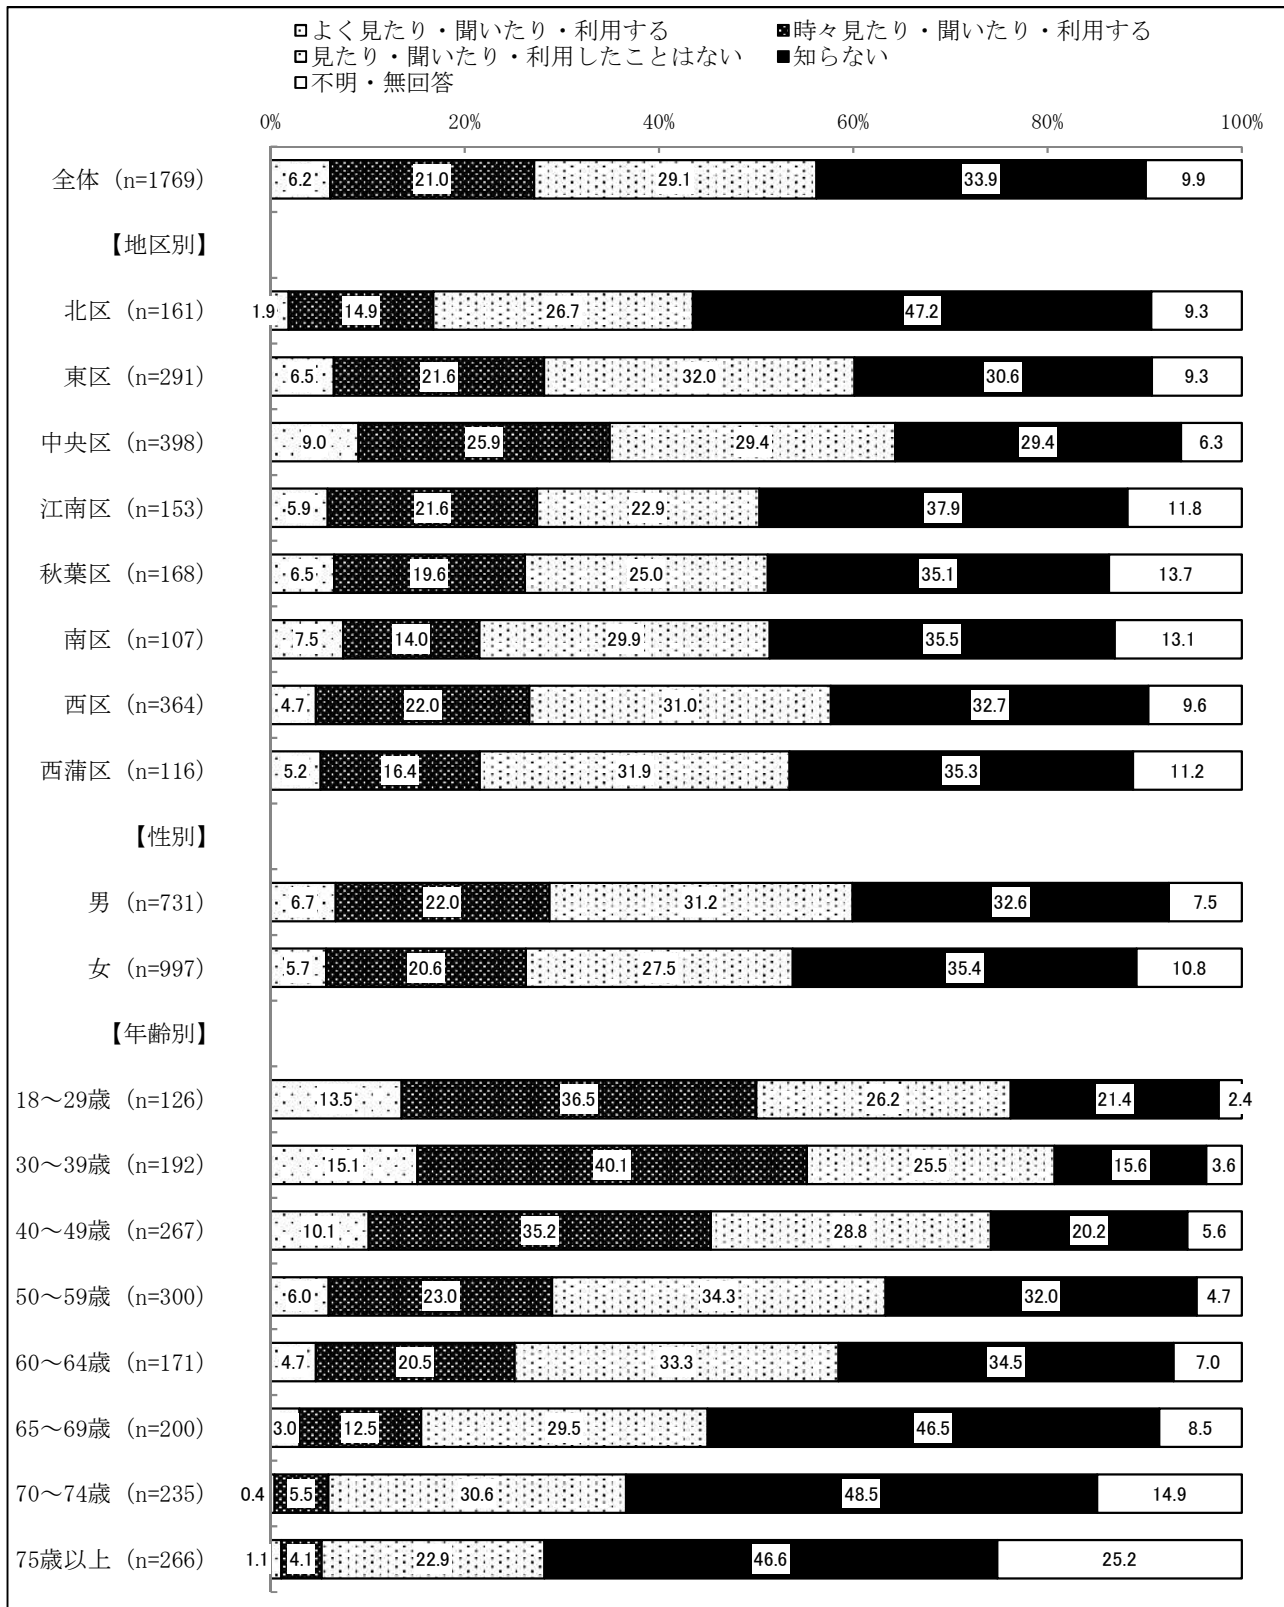 よく見たり・聞いたり・利用する 時々見たり・聞いたり・利用する
見たり・聞いたり・利用したことはない 知らない
不明・無回答
0% 20% 40% 60% 80% 100%
全体 (n=1769) 6.2 21.0 29.1 33.9 9.9
【地区別】
北区 (n=161) 1.9 14.9 26.7 47.2 9.3
東区 (n=291) 6.5 21.6 32.0 30.6 9.3
中央区 (n=398) 9.0 25.9 29.4 29.4 6.3
江南区 (n=153) 5.9 21.6 22.9 37.9 11.8
秋葉区 (n=168) 6.5 19.6 25.0 35.1 13.7
南区 (n=107) 7.5 14.0 29.9 35.5 13.1
西区 (n=364) 4.7 22.0 31.0 32.7 9.6
西蒲区 (n=116) 5.2 16.4 31.9 35.3 11.2
【性別】
男 (n=731) 6.7 22.0 31.2 32.6 7.5
女 (n=997) 5.7 20.6 27.5 35.4 10.8
【年齢別】
18～29歳 (n=126) 13.5 36.5 26.2 21.4 2.4
30～39歳 (n=192) 15.1 40.1 25.5 15.6 3.6
40～49歳 (n=267) 10.1 35.2 28.8 20.2 5.6
50～59歳 (n=300) 6.0 23.0 34.3 32.0 4.7
60～64歳 (n=171) 4.7 20.5 33.3 34.5 7.0
65～69歳 (n=200) 3.0 12.5 29.5 46.5 8.5
70～74歳 (n=235) 0.4 5.5 30.6 48.5 14.9
75歳以上 (n=266) 1.1 4.1 22.9 46.6 25.2